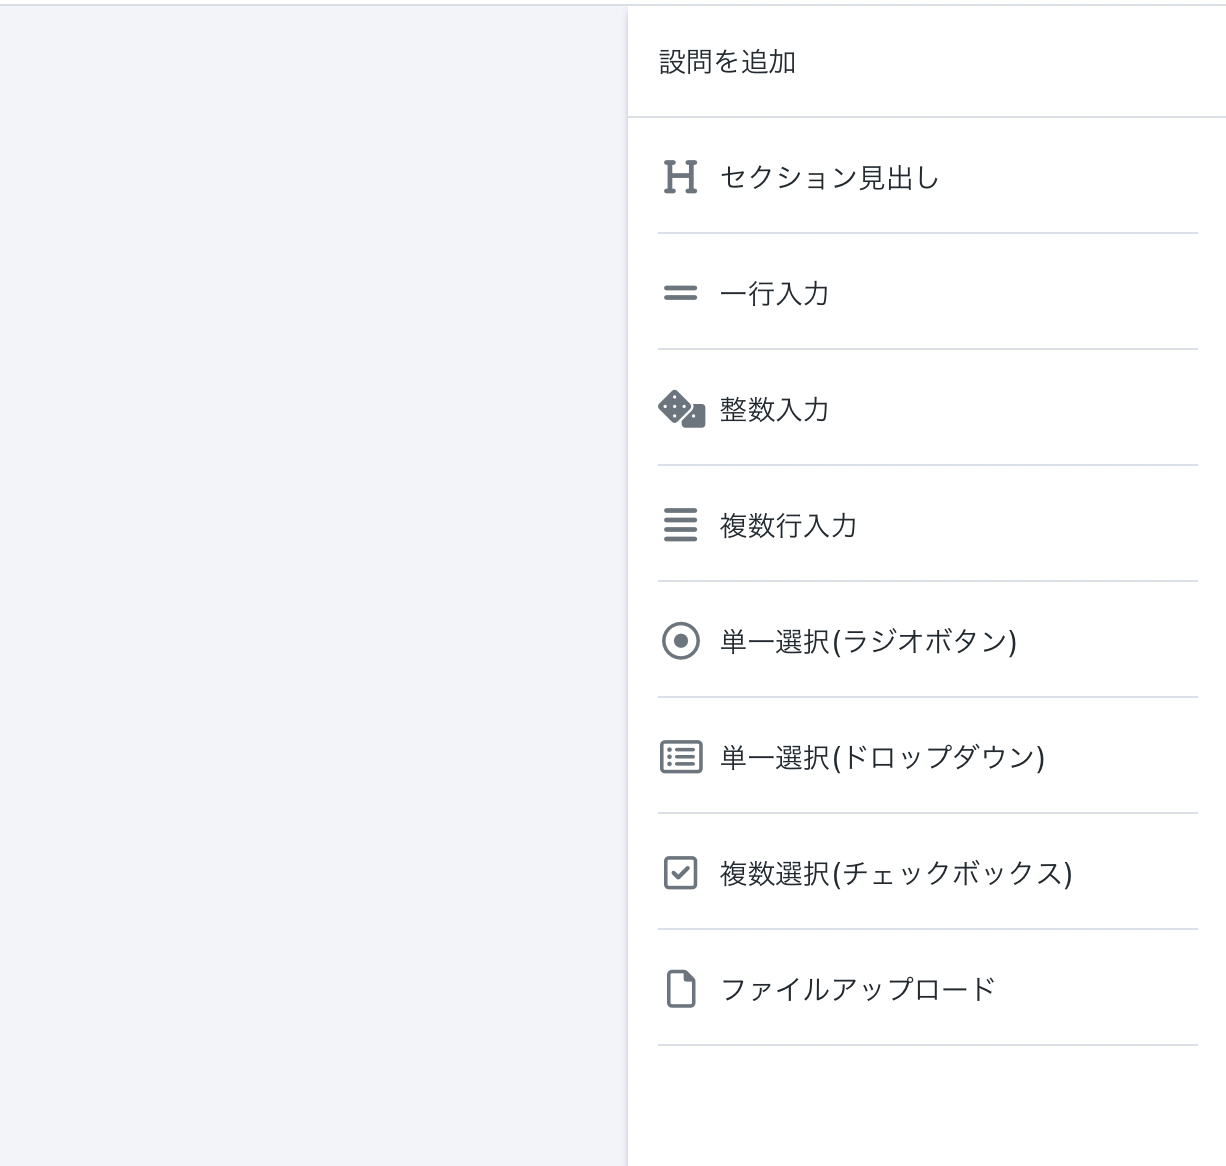 設問を追加
セクション見出し
一行入力
整数入力
複数行入力
単一選択(ラジオボタン)
単一選択(ドロップダウン)
複数選択(チェックボックス)
ファイルアップロード